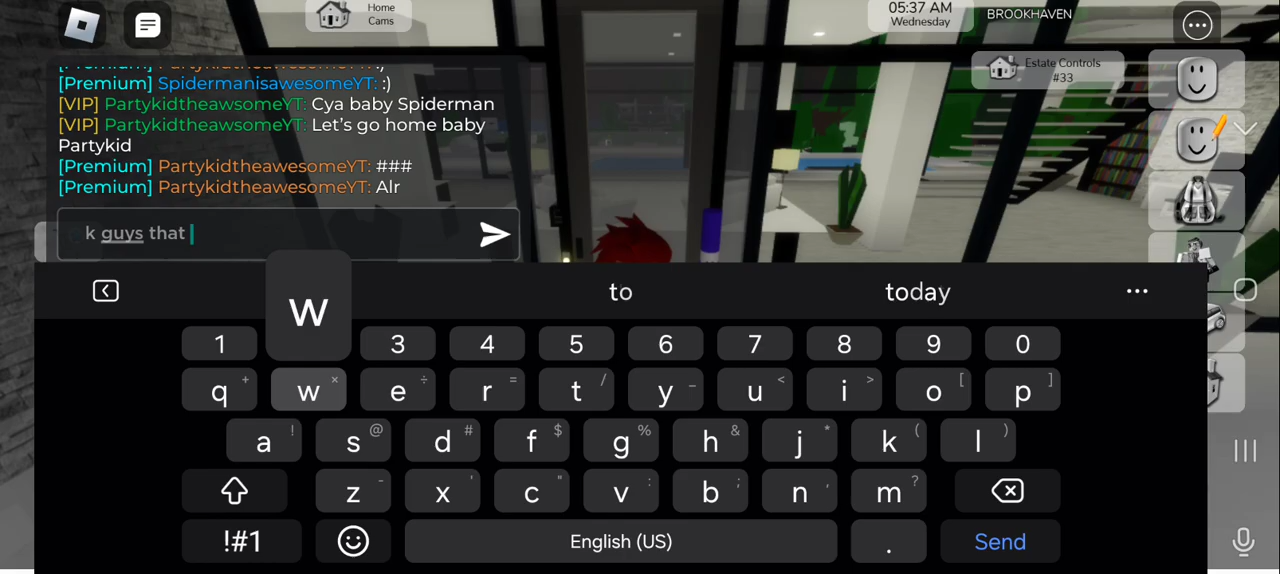 Home
Cams
05:37 AM
Wednesday
BROOKHAVEN
Estate Controls
#33
[Premium] PartykidtheawesomeYT: :)
[Premium] SpidermanisawesomeYT: :)
[VIP] PartykidtheawsomeYT: Cya baby Spiderman
[VIP] PartykidtheawsomeYT: Let's go home baby
Partykid
[Premium] PartykidtheawesomeYT: ###
[Premium] PartykidtheawesomeYT: Alr
k guys that
w to today ...
1 3 4 5 6 7 8 9 0
q + w × e ÷ r = t / y _ u < i > o [ p ]
a ! s @ d # f $ g % h & j * k ( l )
z - x ' c " v : b ; n , m ?
!#1 English (US) . Send